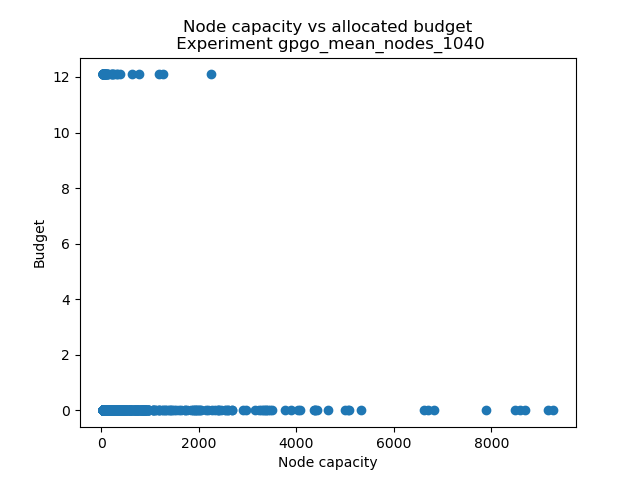 Node capacity vs allocated budget
Experiment gpgo_mean_nodes_1040
12
10
8
6
4
2
0
Budget
0 2000 4000 6000 8000
Node capacity